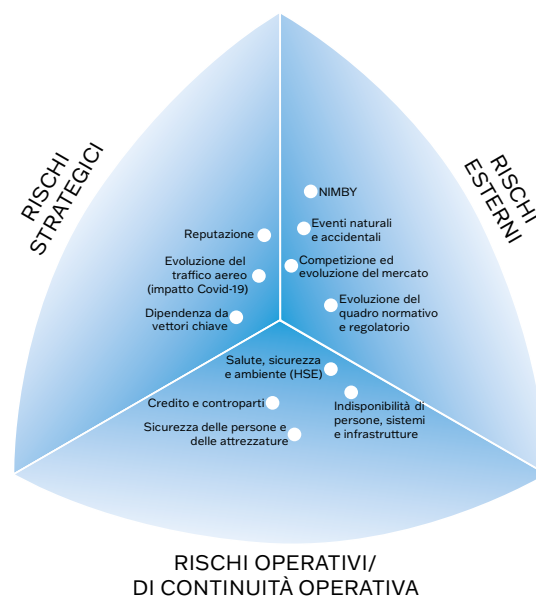 RISCHI
STRATEGICI
RISCHI
ESTERNI
NIMBY
Reputazione
Eventi naturali
e accidentali
Evoluzione del
traffico aereo
(impatto Covid-19)
Competizione ed
evoluzione del mercato
Dipendenza da
vettori chiave
Evoluzione del
quadro normativo
e regolatorio
Salute, sicurezza
e ambiente (HSE)
Credito e controparti
Indisponibilità di
persone, sistemi
e infrastrutture
Sicurezza delle persone e
delle attrezzature
RISCHI OPERATIVI/
DI CONTINUITÀ OPERATIVA